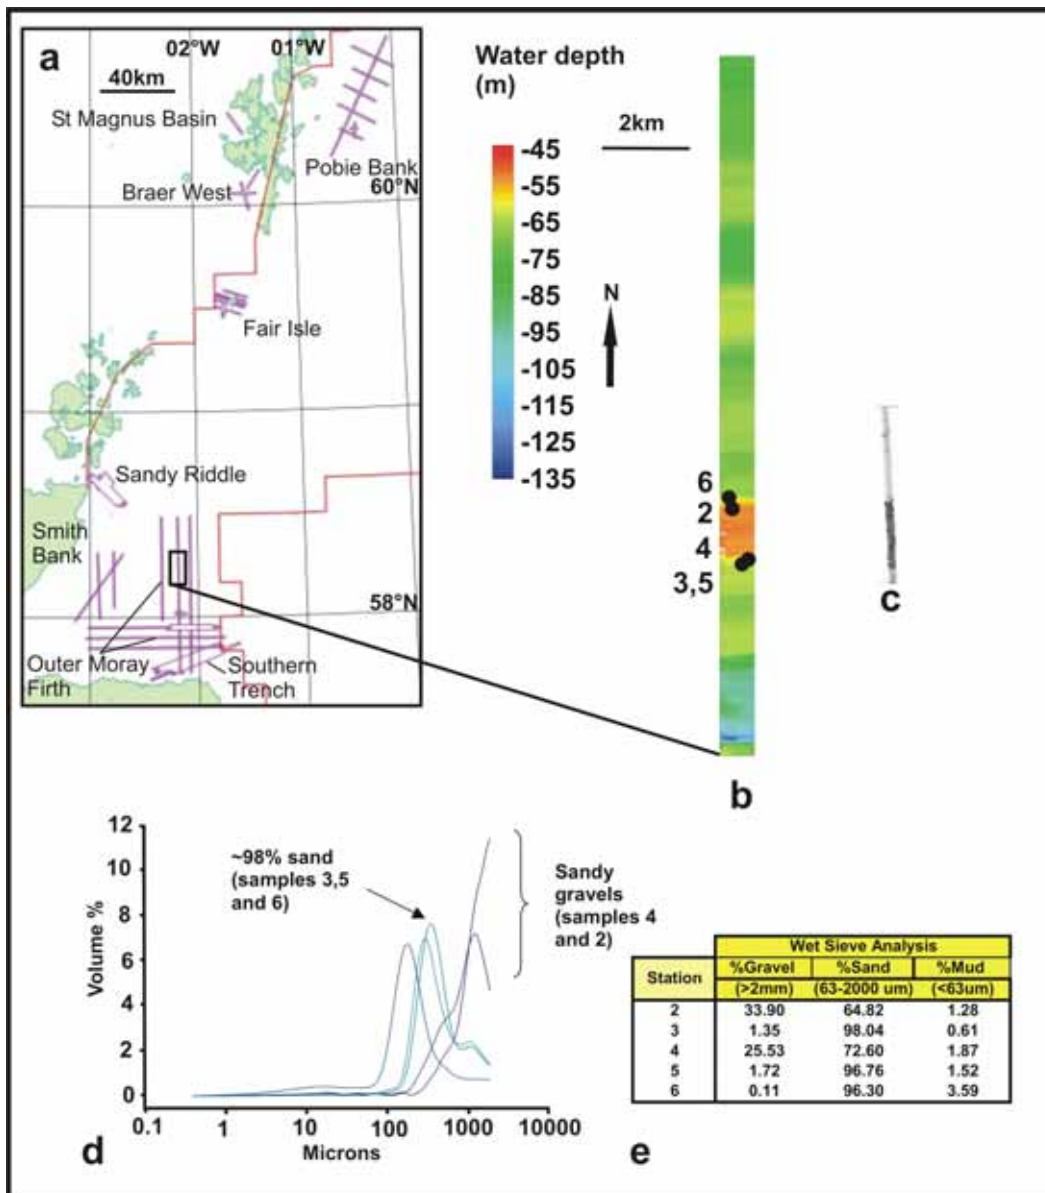 a
02°W
01°W
40km
St Magnus Basin
Pobie Bank
Braer West
60°N
Fair Isle
Sandy Riddle
Smith
Bank
58°N
Outer Moray
Firth
Southern
Trench
Water depth
(m)
2km
-45
-55
-65
-75
-85
-95
-105
-115
-125
-135
N
6
2
4
3,5
b
c
12
10
8
6
4
2
0
Volume %
~98% sand
(samples 3,5
and 6)
Sandy
gravels
(samples 4
and 2)
0.1
1
10
100
1000
10000
Microns
d
Wet Sieve Analysis
Station %Gravel %Sand %Mud
(>2mm) (63-2000 um) (<63um)
2 33.90 64.82 1.28
3 1.35 98.04 0.61
4 25.53 72.60 1.87
5 1.72 96.76 1.52
6 0.11 96.30 3.59
e